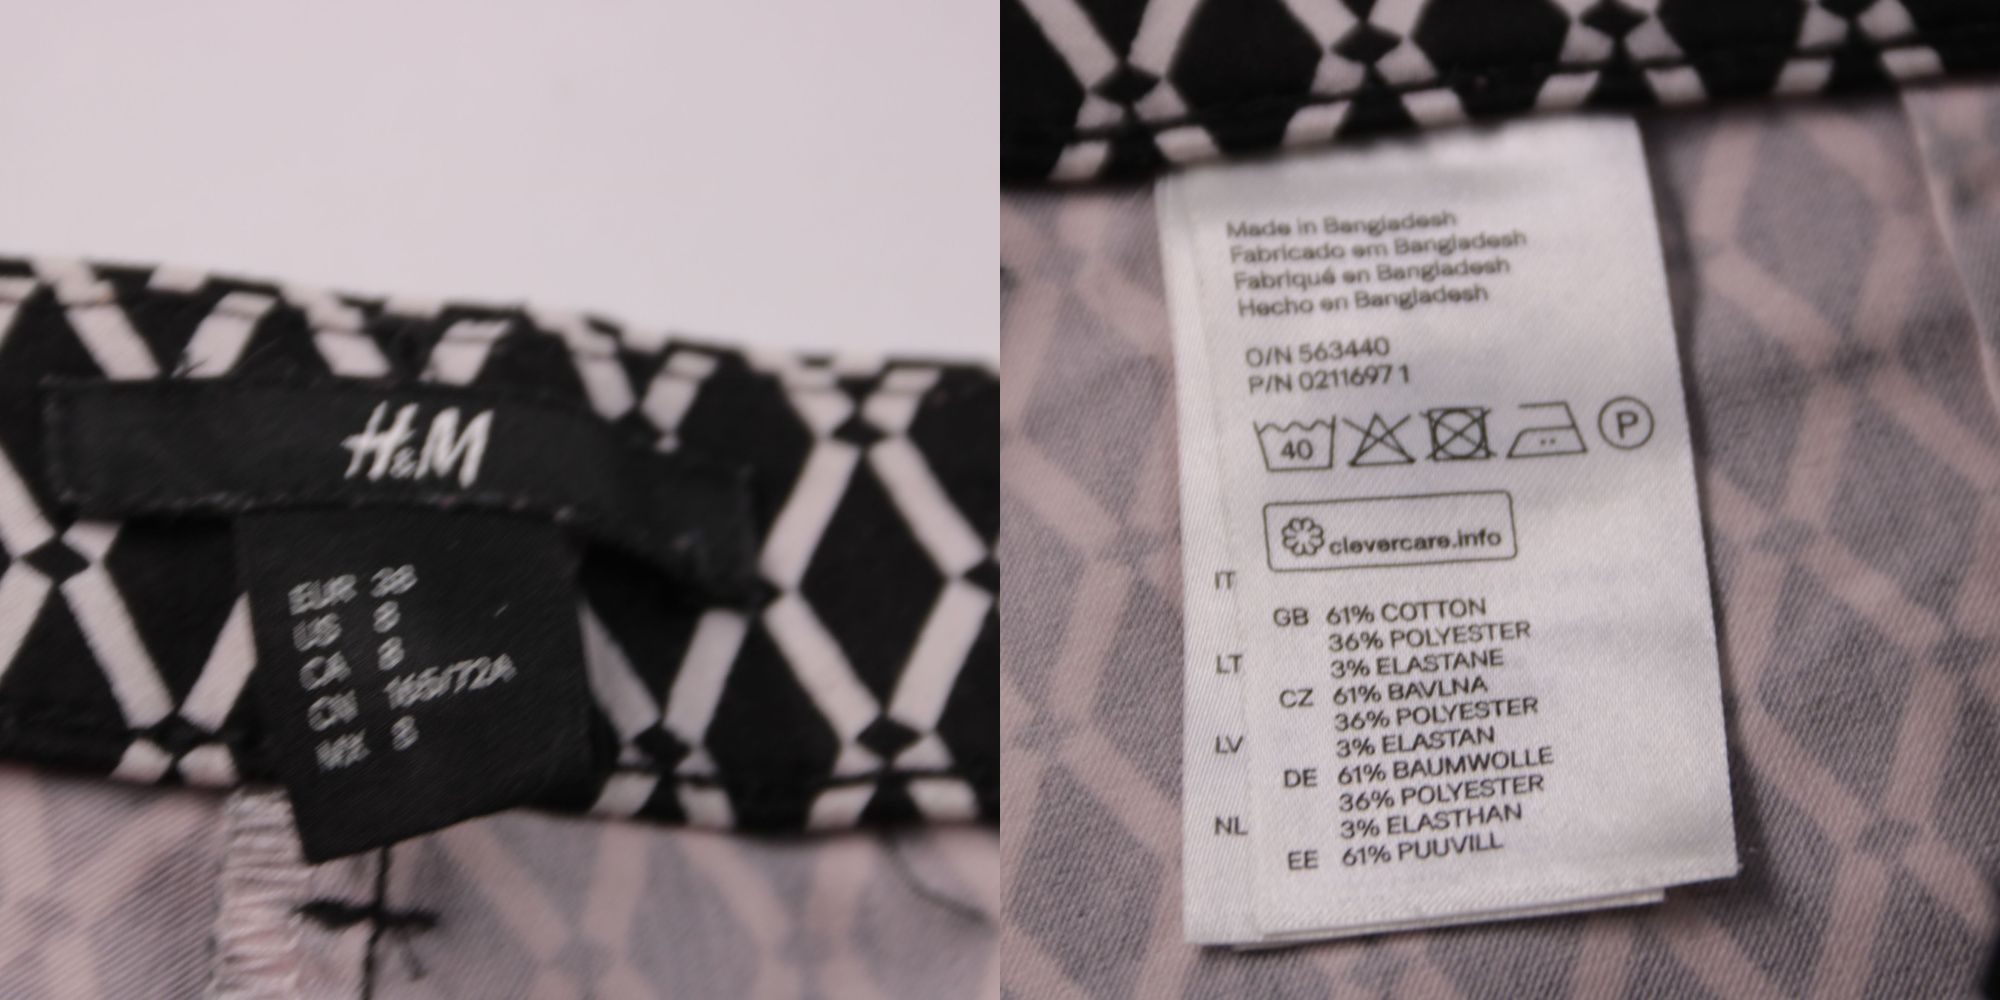 H&M
EUR 38
US 8
CA 8
CN 165/72A
MX 8
Made in Bangladesh
Fabricado em Bangladesh
Fabriqué en Bangladesh
Hecho en Bangladesh
O/N 563440
P/N 0211697 1
40
P
clevercare.info
IT
GB 61% COTTON
36% POLYESTER
LT
3% ELASTANE
CZ 61% BAVLNA
36% POLYESTER
LV
3% ELASTAN
DE 61% BAUMWOLLE
36% POLYESTER
NL
3% ELASTHAN
EE 61% PUUVILL